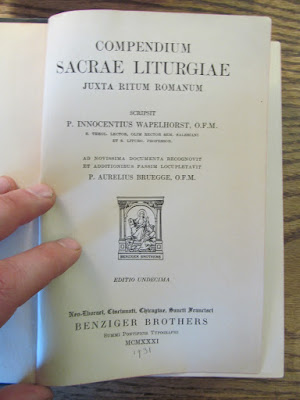 COMPENDIUM
SACRAE LITURGIAE
JUXTA RITUM ROMANUM
SCRIPSIT
P. INNOCENTIUS WAPELHORST, O.F.M.
S. THEOL. LECTOR, OLIM RECTOR SEM. SALESIANI
ET S. LITURG. PROFESSOR
AD NOVISSIMA DOCUMENTA RECOGNOVIT
ET ADDITIONIBUS PASSIM LOCUPLETAVIT
P. AURELIUS BRUEGGE, O.F.M.
BENZIGER BROTHERS
EDITIO UNDECIMA
Neo-Eboraci, Cincinnati, Chicagiae, Sancti Francisci
BENZIGER BROTHERS
SUMMI PONTIFICIS TYPOGRAPHI
MCMXXXI
1931